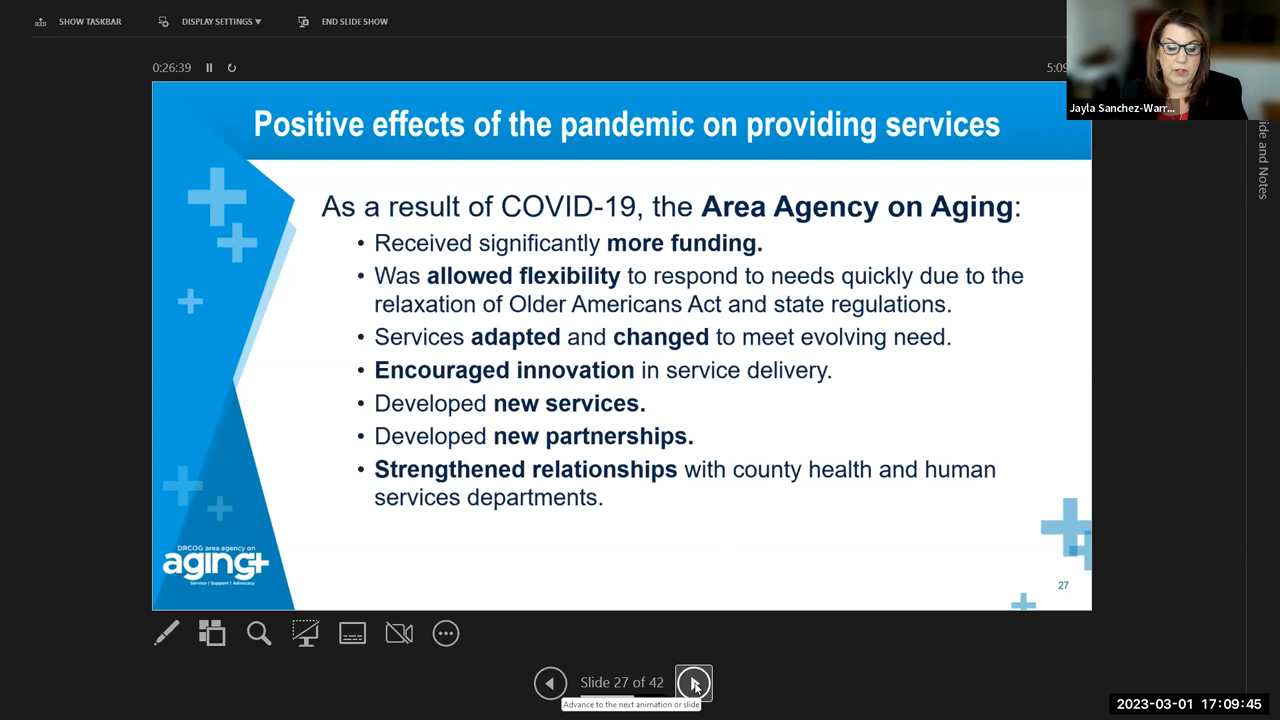 SHOW TASKBAR
DISPLAY SETTINGS
END SLIDE SHOW
0:26:39
5:09
Jayla Sanchez-Warr...
Positive effects of the pandemic on providing services
As a result of COVID-19, the Area Agency on Aging:
• Received significantly more funding.
• Was allowed flexibility to respond to needs quickly due to the
relaxation of Older Americans Act and state regulations.
• Services adapted and changed to meet evolving need.
• Encouraged innovation in service delivery.
• Developed new services.
• Developed new partnerships.
• Strengthened relationships with county health and human
services departments.
DRCOG area agency on
aging+
Service | Support | Advocacy
27
and Notes
Slide 27 of 42
Advance to the next animation or slide
2023-03-01 17:09:45